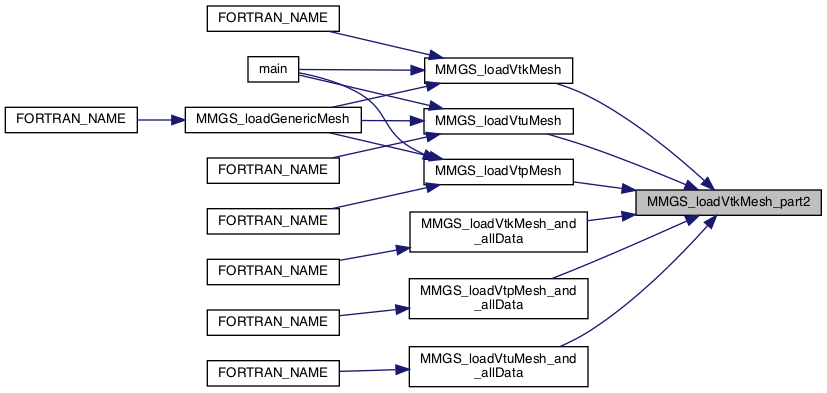 FORTRAN_NAME
main
MMGS_loadVtkMesh
FORTRAN_NAME
MMGS_loadGenericMesh
MMGS_loadVtuMesh
FORTRAN_NAME
MMGS_loadVtpMesh
MMGS_loadVtkMesh_part2
FORTRAN_NAME
MMGS_loadVtkMesh_and
_allData
FORTRAN_NAME
MMGS_loadVtpMesh_and
_allData
FORTRAN_NAME
MMGS_loadVtuMesh_and
_allData
FORTRAN_NAME